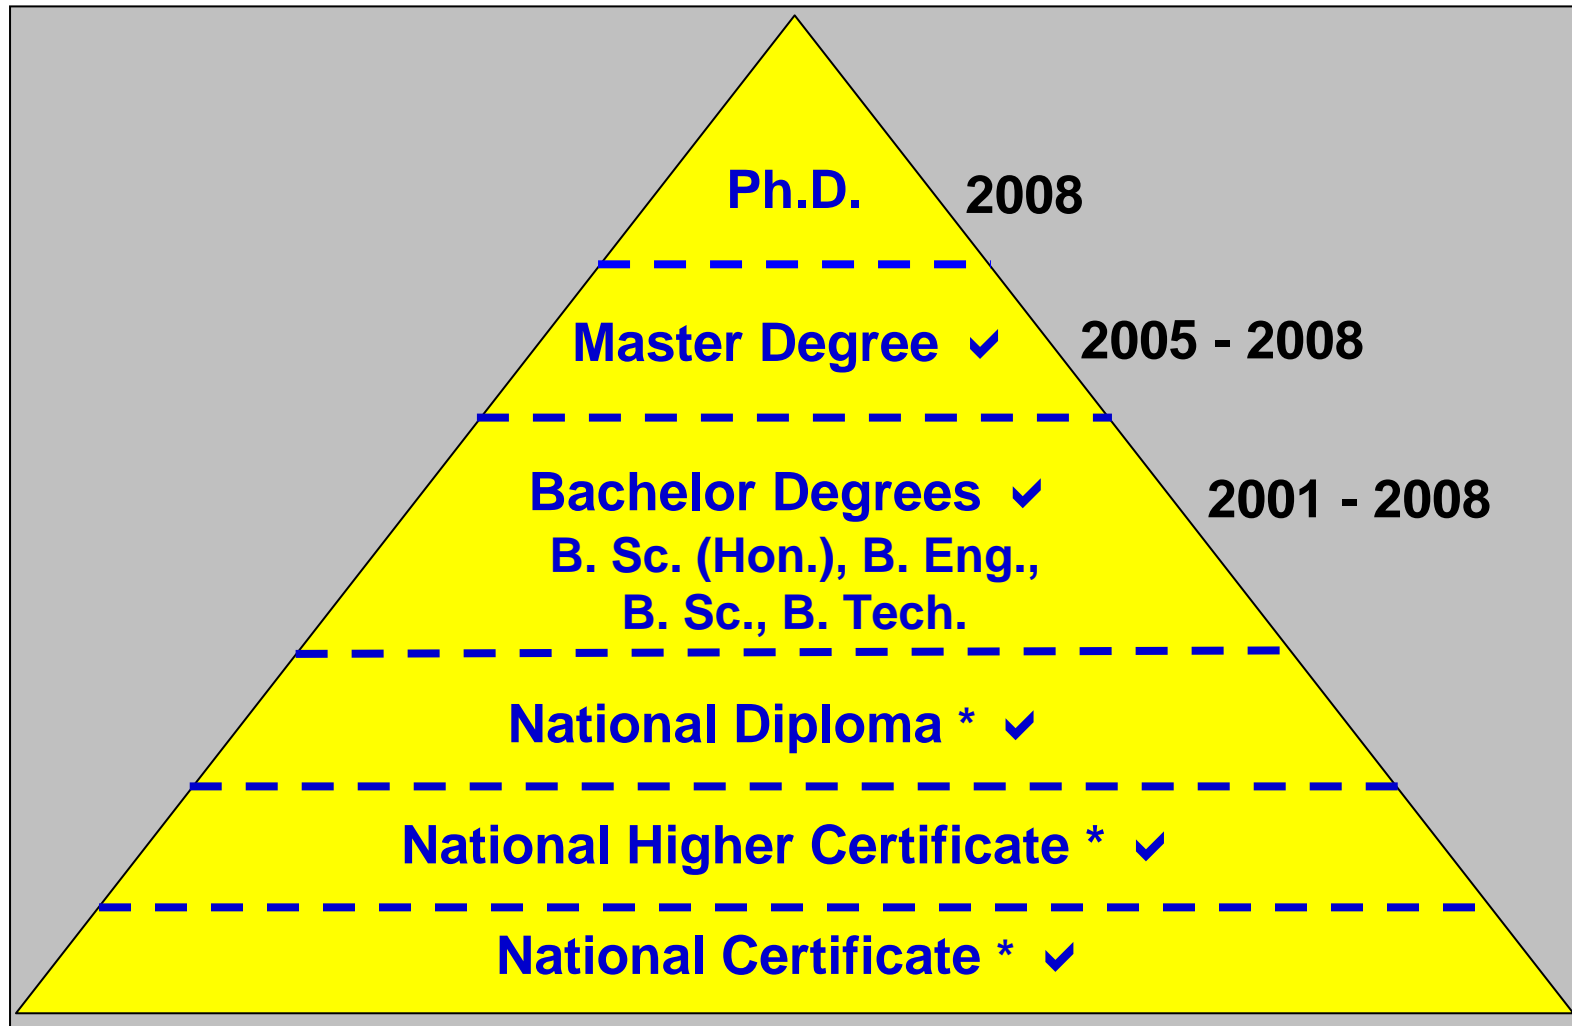 Ph.D. 2008
Master Degree ✓ 2005 - 2008
Bachelor Degrees ✓ 2001 - 2008
B. Sc. (Hon.), B. Eng.,
B. Sc., B. Tech.
National Diploma * ✓
National Higher Certificate * ✓
National Certificate * ✓